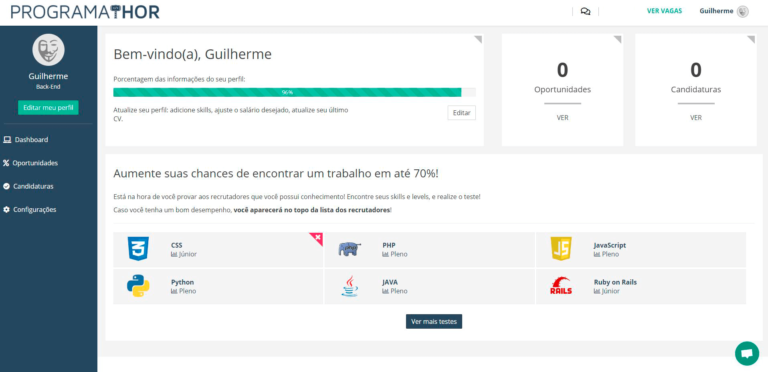 PROGRAMATHOR
VER VAGAS
Guilherme
Guilherme
Back-End
Editar meu perfil
Dashboard
Oportunidades
Candidaturas
Configurações
Bem-vindo(a), Guilherme
Porcentagem das informações do seu perfil:
96%
Atualize seu perfil: adicione skills, ajuste o salário desejado, atualize seu último
CV.
Editar
0
Oportunidades
VER
0
Candidaturas
VER
Aumente suas chances de encontrar um trabalho em até 70%!
Está na hora de você provar aos recrutadores que você possui conhecimento! Encontre seus skills e levels, e realize o teste!
Caso você tenha um bom desempenho, você aparecerá no topo da lista dos recrutadores!
CSS
Júnior
php
PHP
Pleno
JS
JavaScript
Pleno
Python
Pleno
Java
JAVA
Pleno
RAILS
Ruby on Rails
Júnior
Ver mais testes